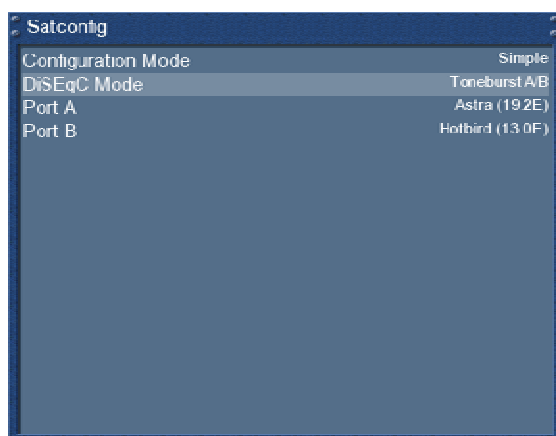 Satconfig
Configuration Mode Simple
DiSEqC Mode Toneburst A/B
Port A Astra (19.2E)
Port B Hotbird (13.0E)